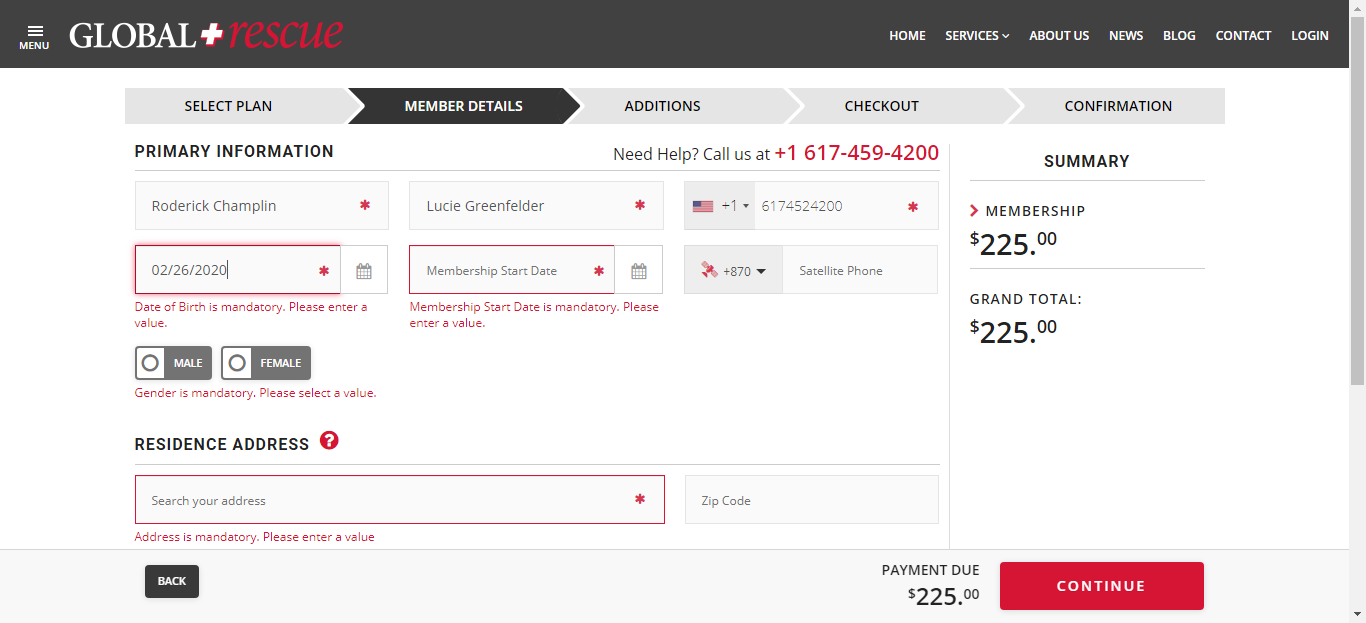 MENU
GLOBAL rescue
HOME SERVICES ABOUT US NEWS BLOG CONTACT LOGIN
SELECT PLAN MEMBER DETAILS ADDITIONS CHECKOUT CONFIRMATION
PRIMARY INFORMATION
Need Help? Call us at +1 617-459-4200
Roderick Champlin *
Lucie Greenfelder *
+1 6174524200 *
02/26/2020 *
Membership Start Date *
+870 Satellite Phone
Date of Birth is mandatory. Please enter a
value.
Membership Start Date is mandatory. Please
enter a value.
MALE FEMALE
Gender is mandatory. Please select a value.
RESIDENCE ADDRESS ?
Search your address *
Zip Code
Address is mandatory. Please enter a value
SUMMARY
MEMBERSHIP
$225.00
GRAND TOTAL:
$225.00
BACK
PAYMENT DUE
$225.00
CONTINUE